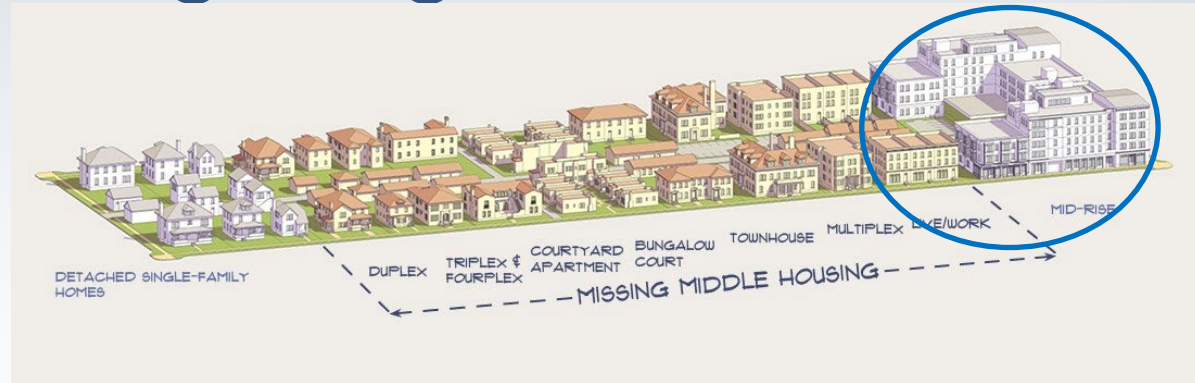 DETACHED SINGLE-FAMILY
HOMES
DUPLEX
TRIPLEX &
FOURPLEX
COURTYARD
APARTMENT
BUNGALOW
COURT
TOWNHOUSE
MULTIPLEX
LIVE/WORK
MID-RISE
MISSING MIDDLE HOUSING